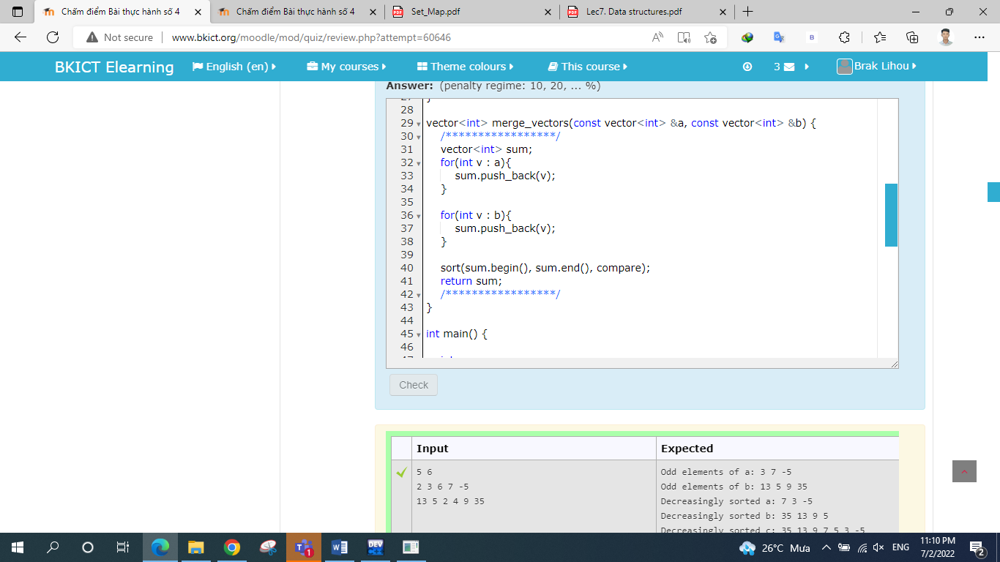 Chấm điểm Bài thực hành số 4
Chấm điểm Bài thực hành số 4
Set_Map.pdf
Lec7. Data structures.pdf
Not secure
www.bkict.org/moodle/mod/quiz/review.php?attempt=60646
BKICT Elearning
English (en)
My courses
Theme colours
This course
3
Brak Lihou
Answer: (penalty regime: 10, 20, ... %)
28
29 vector<int> merge_vectors(const vector<int> &a, const vector<int> &b) {
30 /*****************/
31 vector<int> sum;
32 for(int v : a){
33 sum.push_back(v);
34 }
35
36 for(int v : b){
37 sum.push_back(v);
38 }
39
40 sort(sum.begin(), sum.end(), compare);
41 return sum;
42 /*****************/
43 }
44
45 int main() {
46
Check
Input Expected
5 6
2 3 6 7 -5
13 5 2 4 9 35
Odd elements of a: 3 7 -5
Odd elements of b: 13 5 9 35
Decreasingly sorted a: 7 3 -5
Decreasingly sorted b: 35 13 9 5
Decreasingly sorted c: 35 13 9 7 5 3 -5
26°C Mưa
ENG
11:10 PM
7/2/2022